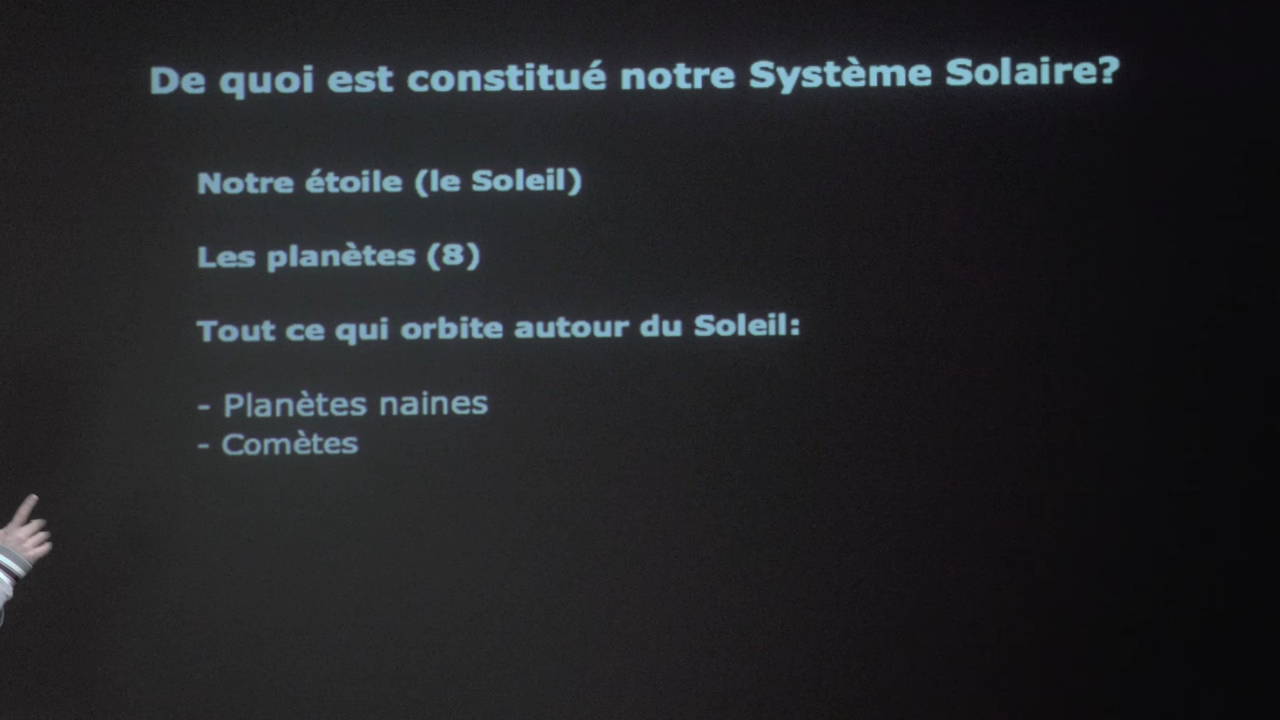 De quoi est constitué notre Système Solaire?
Notre étoile (le Soleil)
Les planètes (8)
Tout ce qui orbite autour du Soleil:
- Planètes naines
- Comètes